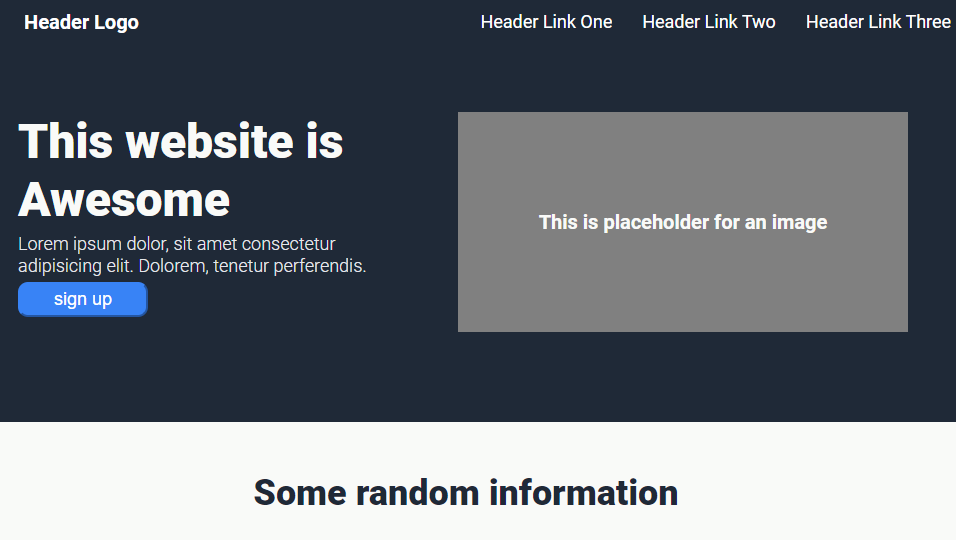 Header Logo
Header Link One
Header Link Two
Header Link Three
This website is
Awesome
Lorem ipsum dolor, sit amet consectetur
adipisicing elit. Dolorem, tenetur perferendis.
sign up
This is placeholder for an image
Some random information